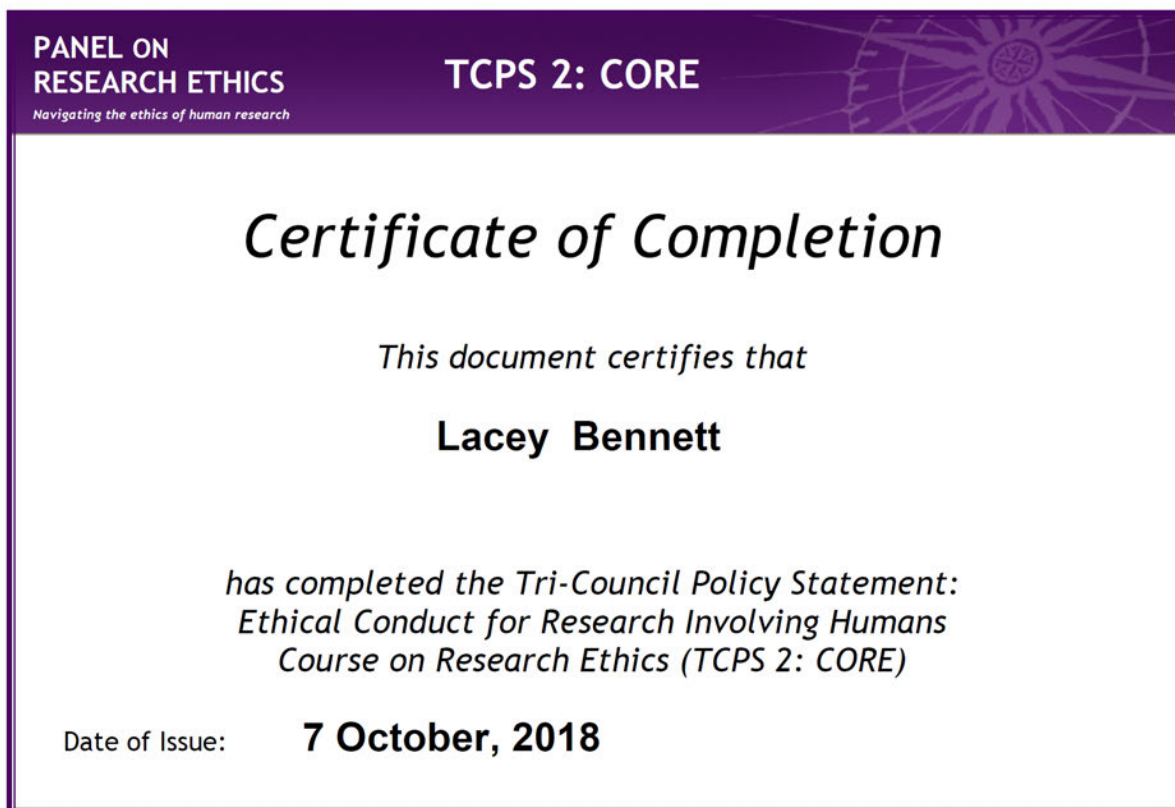 PANEL ON
RESEARCH ETHICS
Navigating the ethics of human research
TCPS 2: CORE
Certificate of Completion
This document certifies that
Lacey Bennett
has completed the Tri-Council Policy Statement:
Ethical Conduct for Research Involving Humans
Course on Research Ethics (TCPS 2: CORE)
Date of Issue: 7 October, 2018